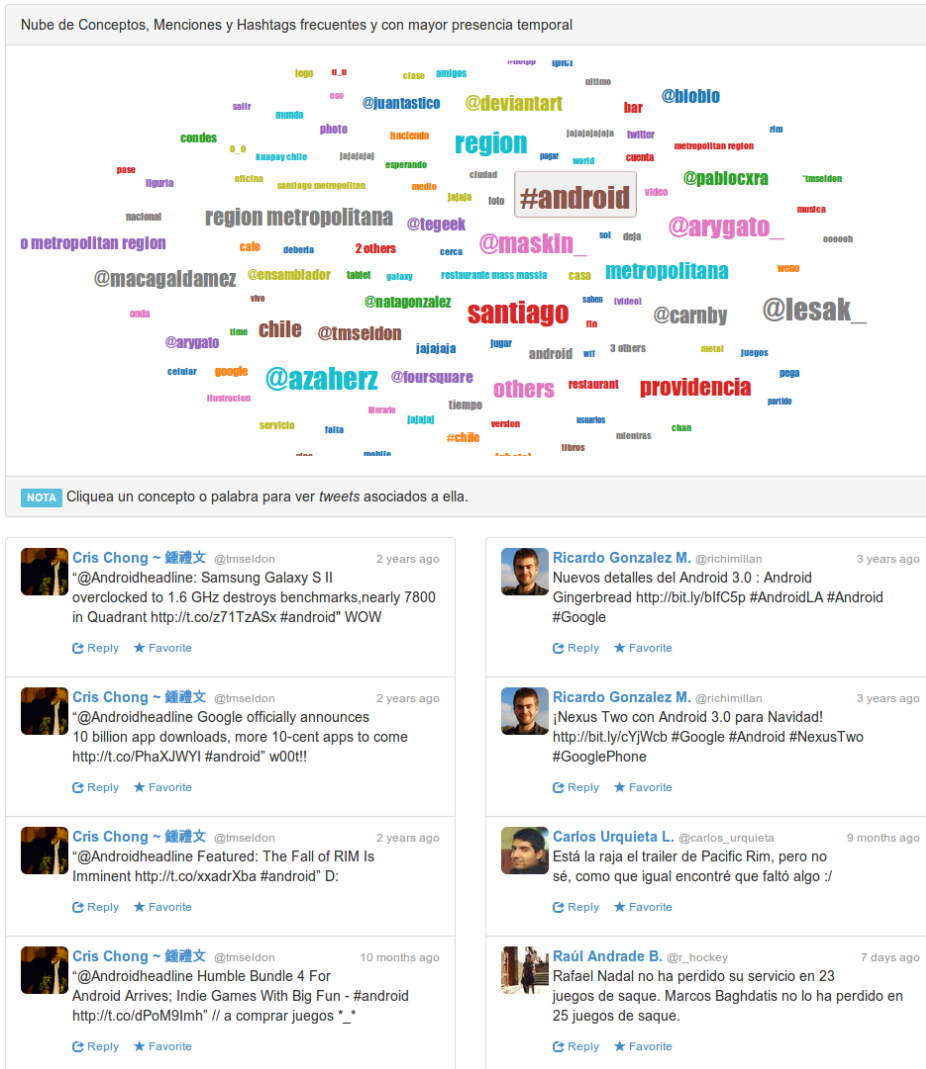 Nube de Conceptos, Menciones y Hashtags frecuentes y con mayor presencia temporal
lego u_u clase amigos
ultimo
salir oso @juantastico @deviantart bar @biobio
mundo
condes photo haciendo region jajajajaja twitter rim
o_o kuapay chile jajajajaj esperando pagar world cuenta metropolitan region
pase liguria oficina santiago metropolitan medio ciudad #android video @pablocxra "tmseldon
jajaja foto
nacional region metropolitana @tegeek @maskin_ sol deja @arygato_ musica
o metropolitan region cafe deberia 2 others cerca oooooh
@macagaldamez @ensamblador tablet galaxy restaurante mass massia casa metropolitana weno
vivo @natagonzalez santiago saben [video] @carnby @lesak_
onda fin
@arygato time chile @tmseldon
jajajaja jugar android wtf 3 others metal juegos
celular google @azaherz @foursquare others restaurant providencia pega
ilustracion literario tiempo partido
servicio falta jajajaj version usuarios chan
#chile mientras
libros
NOTA Cliquea un concepto o palabra para ver tweets asociados a ella.
Cris Chong ~ 鍾禮文 @tmseldon 2 years ago
“@Androidheadline: Samsung Galaxy S II
overclocked to 1.6 GHz destroys benchmarks,nearly 7800
in Quadrant http://t.co/z71TzASx #android" WOW
Reply Favorite
Cris Chong ~ 鍾禮文 @tmseldon 2 years ago
“@Androidheadline Google officially announces
10 billion app downloads, more 10-cent apps to come
http://t.co/PhaXJWYI #android” w00t!!
Reply Favorite
Cris Chong ~ 鍾禮文 @tmseldon 2 years ago
“@Androidheadline Featured: The Fall of RIM Is
Imminent http://t.co/xxadrXba #android” D:
Reply Favorite
Cris Chong ~ 鍾禮文 @tmseldon 10 months ago
“@Androidheadline Humble Bundle 4 For
Android Arrives; Indie Games With Big Fun - #android
http://t.co/dPoM9Imh” // a comprar juegos *_*
Reply Favorite
Ricardo Gonzalez M. @richimillan 3 years ago
Nuevos detalles del Android 3.0 : Android
Gingerbread http://bit.ly/bIfC5p #AndroidLA #Android
#Google
Reply Favorite
Ricardo Gonzalez M. @richimillan 3 years ago
¡Nexus Two con Android 3.0 para Navidad!
http://bit.ly/cYjWcb #Google #Android #NexusTwo
#GooglePhone
Reply Favorite
Carlos Urquieta L. @carlos_urquieta 9 months ago
Está la raja el trailer de Pacific Rim, pero no
sé, como que igual encontré que faltó algo :/
Reply Favorite
Raúl Andrade B. @r_hockey 7 days ago
Rafael Nadal no ha perdido su servicio en 23
juegos de saque. Marcos Baghdatis no lo ha perdido en
25 juegos de saque.
Reply Favorite